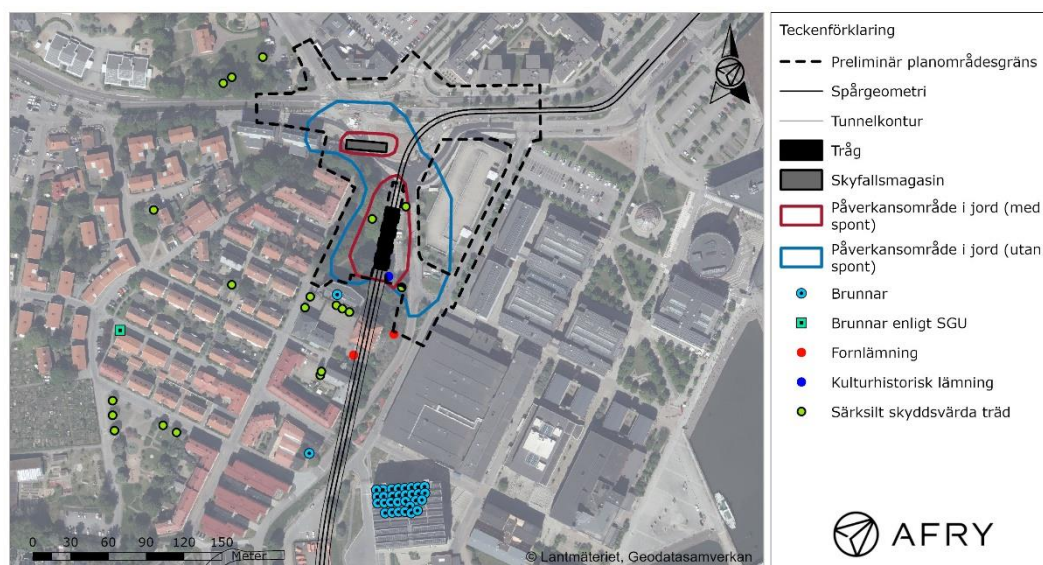 Teckenförklaring
Preliminär planområdesgräns
Spårgeometri
Tunnelkontur
Tråg
Skyfallsmagasin
Påverkansområde i jord (med
spont)
Påverkansområde i jord (utan
spont)
Brunnar
Brunnar enligt SGU
Fornlämning
Kulturhistorisk lämning
Särksilt skyddsvärda träd
0 30 60 90 120 150
Meter
© Lantmäteriet, Geodatasamverkan
AFRY